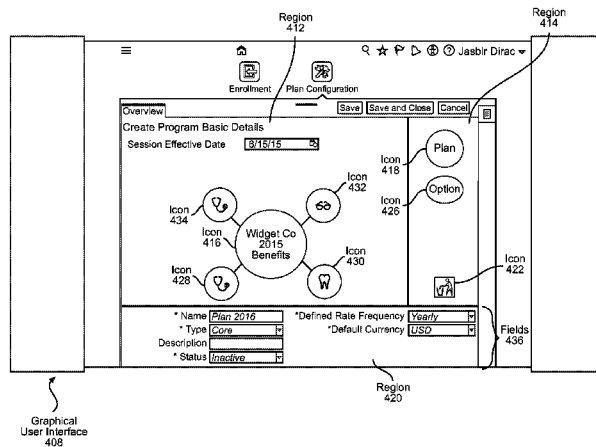 Region
412
Region
414
Jasbir Dirac
Enrollment
Plan Configuration
Overview
Save
Save and Close
Cancel
Create Program Basic Details
Session Effective Date
8/15/15
Icon
418
Plan
Icon
432
Icon
426
Option
Icon
434
Icon
416
Widget Co
2015
Benefits
Icon
430
Icon
422
Icon
428
* Name Plan 2016
*Defined Rate Frequency Yearly
* Type Core
*Default Currency USD
Description
* Status Inactive
Fields
436
Region
420
Graphical
User Interface
408